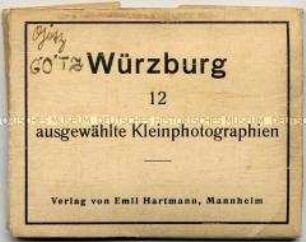 GÖTZ
Würzburg
12
DEUTSCHES HISTORISCHES MUSEUM
ausgewählte Kleinphotographien
Verlag von Emil Hartmann, Mannheim